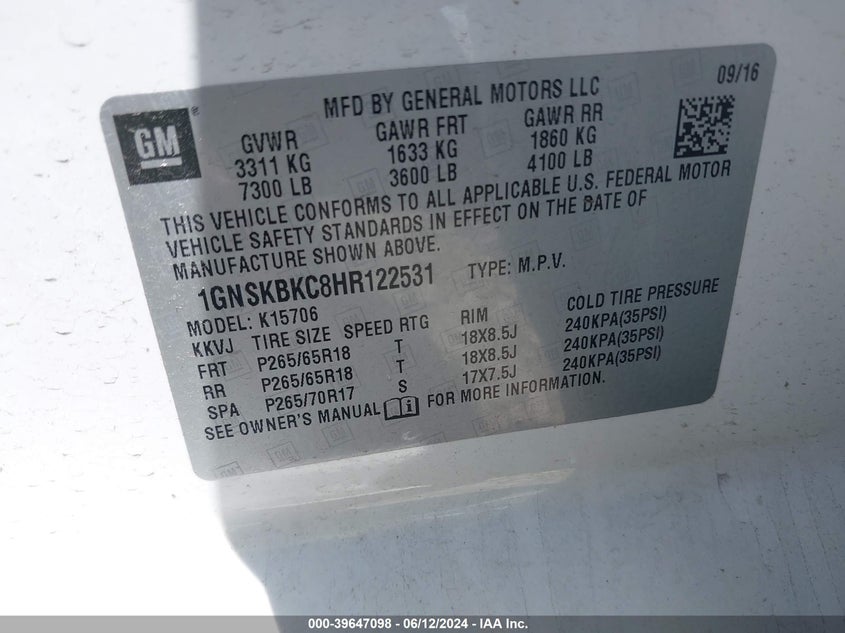 09/16
MFD BY GENERAL MOTORS LLC
GM®
GVWR GAWR FRT GAWR RR
3311 KG 1633 KG 1860 KG
7300 LB 3600 LB 4100 LB
THIS VEHICLE CONFORMS TO ALL APPLICABLE U.S. FEDERAL MOTOR
VEHICLE SAFETY STANDARDS IN EFFECT ON THE DATE OF
MANUFACTURE SHOWN ABOVE.
1GNSKBKC8HR122531 TYPE: M.P.V.
MODEL: K15706
KKVJ TIRE SIZE SPEED RTG RIM COLD TIRE PRESSURE
FRT P265/65R18 T 18X8.5J 240KPA(35PSI)
RR P265/65R18 T 18X8.5J 240KPA(35PSI)
SPA P265/70R17 S 17X7.5J 240KPA(35PSI)
SEE OWNER'S MANUAL FOR MORE INFORMATION.
000-39647098 - 06/12/2024 - IAA, Inc.